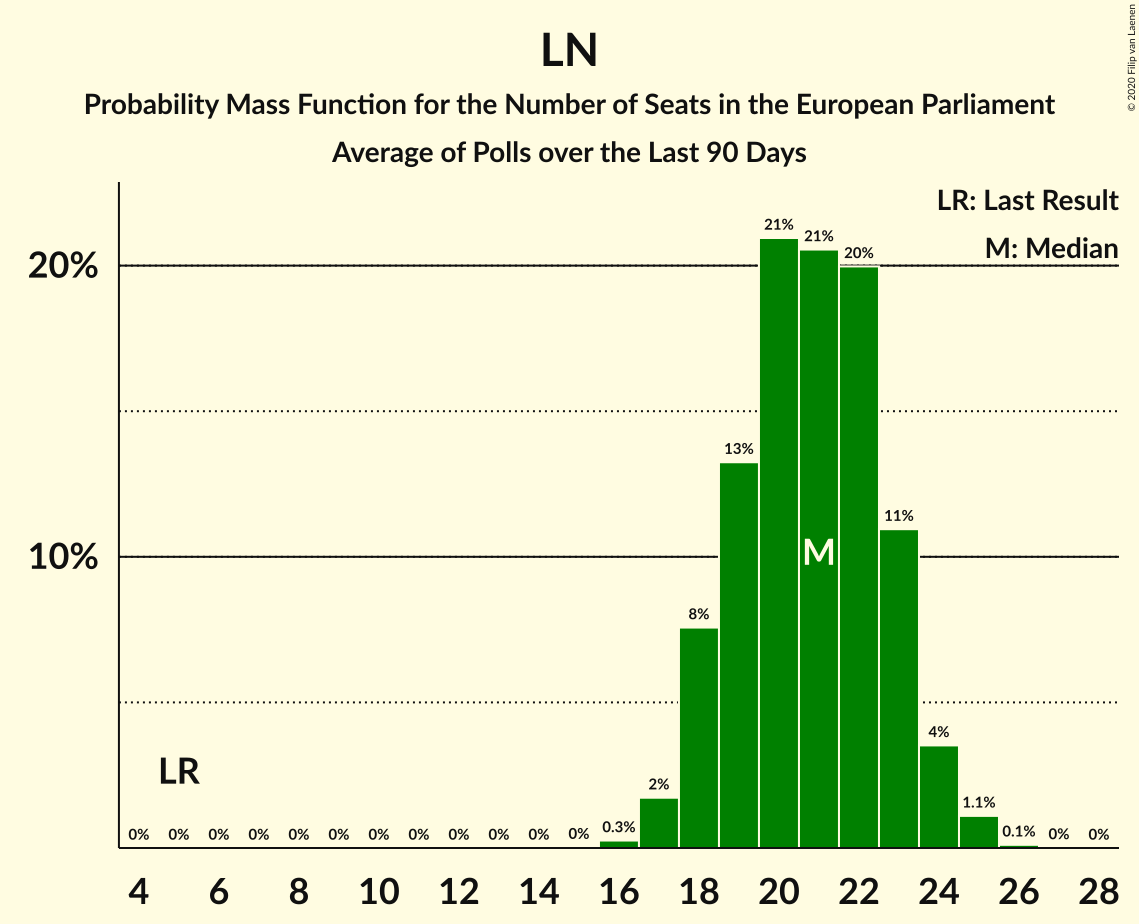 LN
Probability Mass Function for the Number of Seats in the European Parliament
Average of Polls over the Last 90 Days
© 2020 Filip van Laenen
LR: Last Result
M: Median
20%
10%
21%
21%
20%
13%
11%
8%
4%
2%
1.1%
0.3%
0.1%
M
LR
0% 0% 0% 0% 0% 0% 0% 0% 0% 0% 0% 0% 0% 0%
4 6 8 10 12 14 16 18 20 22 24 26 28